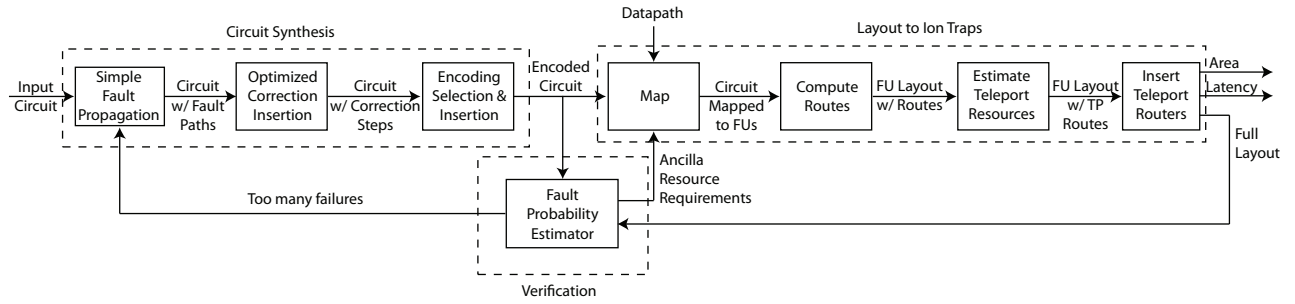 Datapath
Circuit Synthesis
Layout to Ion Traps
Input
Circuit
Simple
Fault
Propagation
Circuit
w/ Fault
Paths
Optimized
Correction
Insertion
Circuit
w/ Correction
Steps
Encoding
Selection &
Insertion
Encoded
Circuit
Map
Circuit
Mapped
to FUs
Compute
Routes
FU Layout
w/ Routes
Estimate
Teleport
Resources
FU Layout
w/ TP
Routes
Insert
Teleport
Routers
Area
Latency
Full
Layout
Ancilla
Resource
Requirements
Too many failures
Fault
Probability
Estimator
Verification